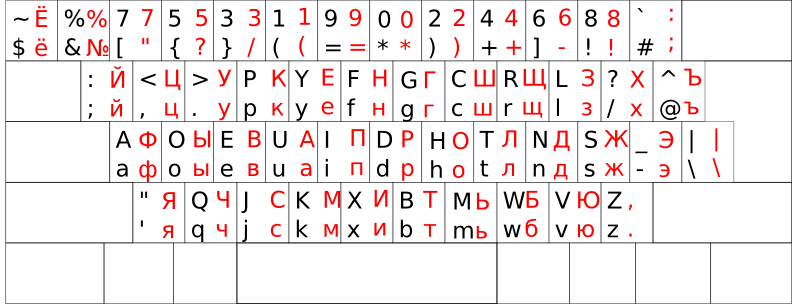 ~ Ё % % 7 7 5 5 3 3 1 1 9 9 0 0 2 2 4 4 6 6 8 8 ` :
$ ё & № [ " { ? } / ( ( = = * * ) ) + + ] - ! ! # ;
: Й < Ц > У P К Y Е F Н G Г C Ш R Щ L З ? Х ^ Ъ
; й , ц . у p к y е f н g г c ш r щ l з / х @ ъ
A Ф O Ы E В U А I П D Р H О T Л N Д S Ж _ Э | |
a ф o ы e в u а i п d р h о t л n д s ж - э \ \
" Я Q Ч J С K М X И B Т M Ь W Б V Ю Z ,
' я q ч j с k м x и b т m ь w б v ю z .